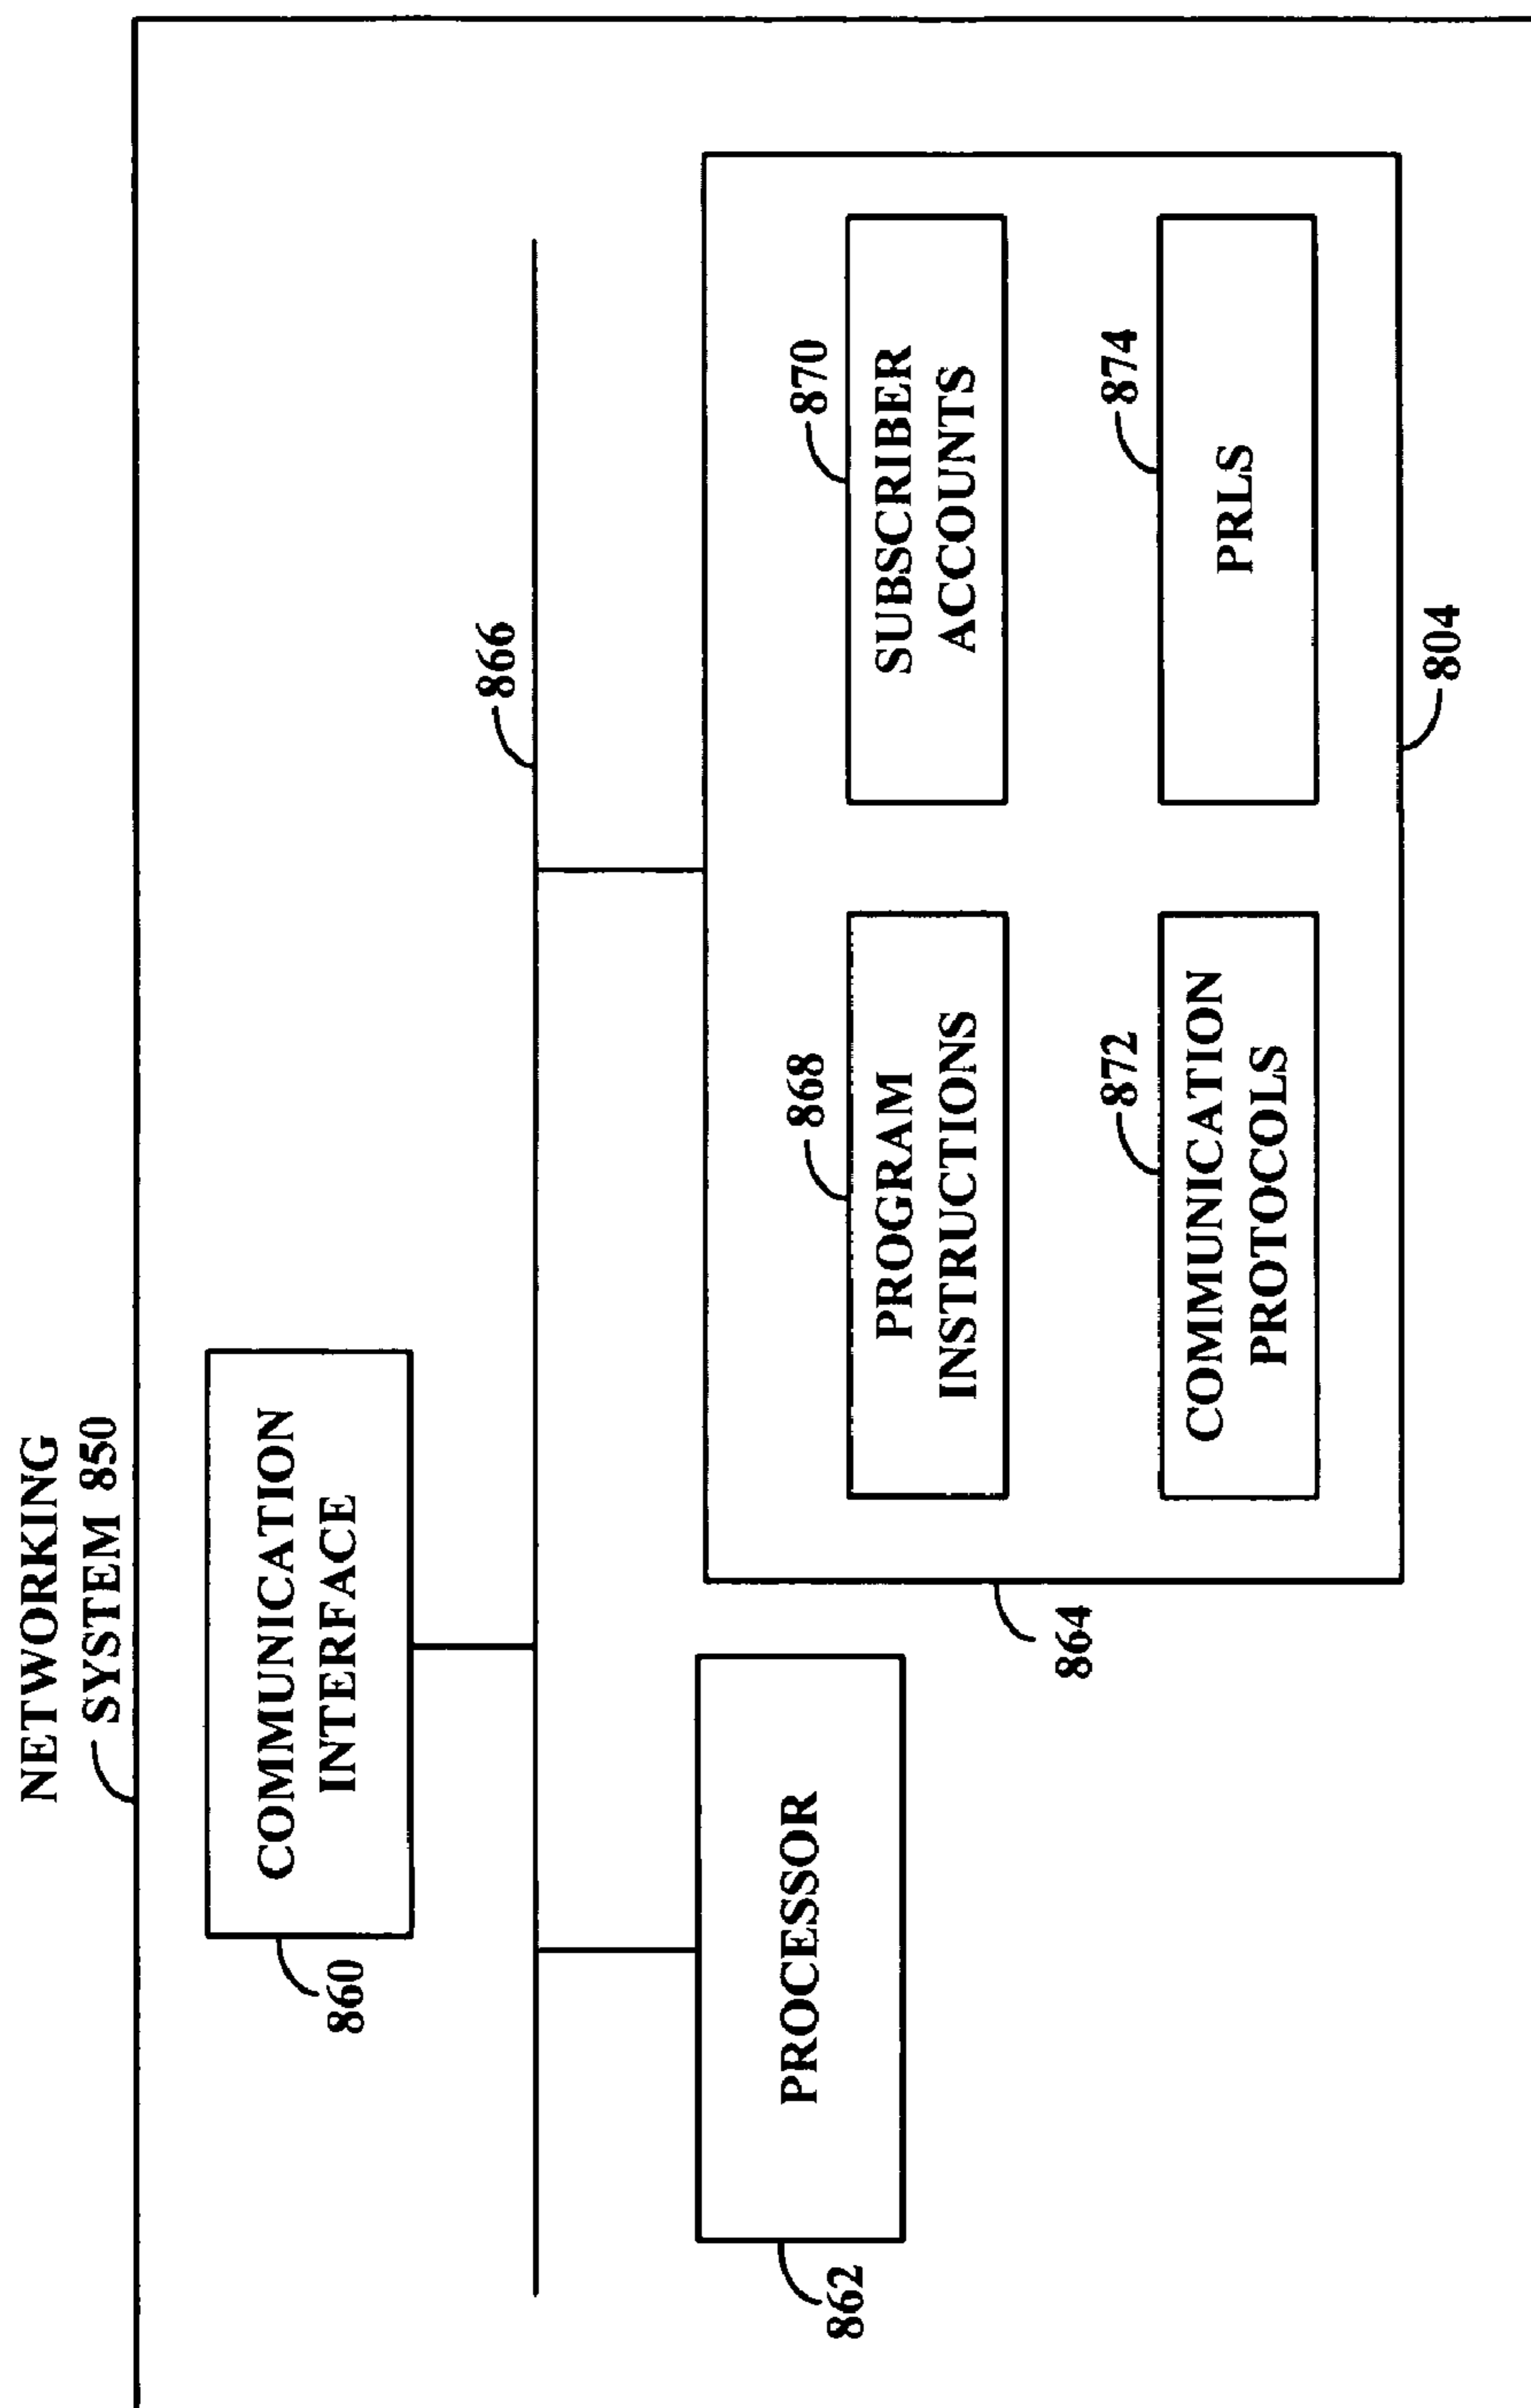 NETWORKING
SYSTEM 850
COMMUNICATION
INTERFACE
860
866
PROCESSOR
862
864
868
PROGRAM
INSTRUCTIONS
870
SUBSCRIBER
ACCOUNTS
872
COMMUNICATION
PROTOCOLS
874
PRLS
804